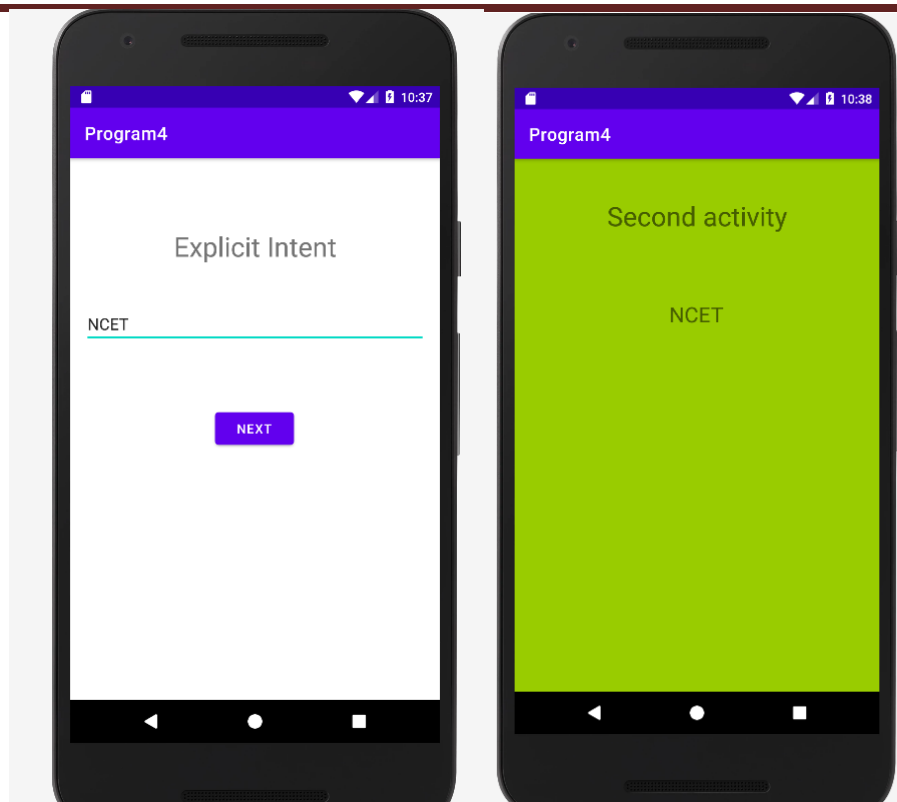 10:37
Program4
Explicit Intent
NCET
NEXT
10:38
Program4
Second activity
NCET